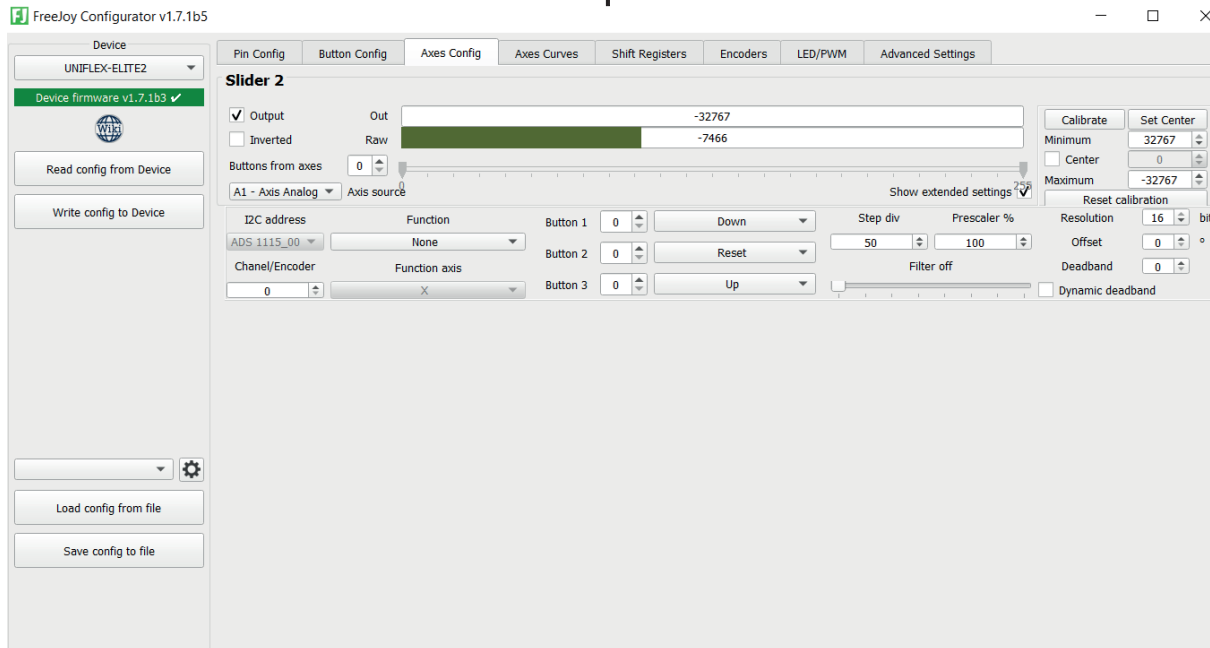 FreeJoy Configurator v1.7.1b5
Device
UNIFLEX-ELITE2
Device firmware v1.7.1b3 ✔
Wiki
Read config from Device
Write config to Device
Load config from file
Save config to file
Pin Config Button Config Axes Config Axes Curves Shift Registers Encoders LED/PWM Advanced Settings
Slider 2
Output Out -32767
Inverted Raw -7466
Buttons from axes 0
0 255
A1 - Axis Analog Axis source Show extended settings
Calibrate Set Center
Minimum 32767
Center 0
Maximum -32767
Reset calibration
I2C address Function
ADS 1115_00 None
Chanel/Encoder Function axis
0 X
Button 1 0 Down
Button 2 0 Reset
Button 3 0 Up
Step div Prescaler %
50 100
Filter off
Resolution 16 bit
Offset 0 °
Deadband 0
Dynamic deadband